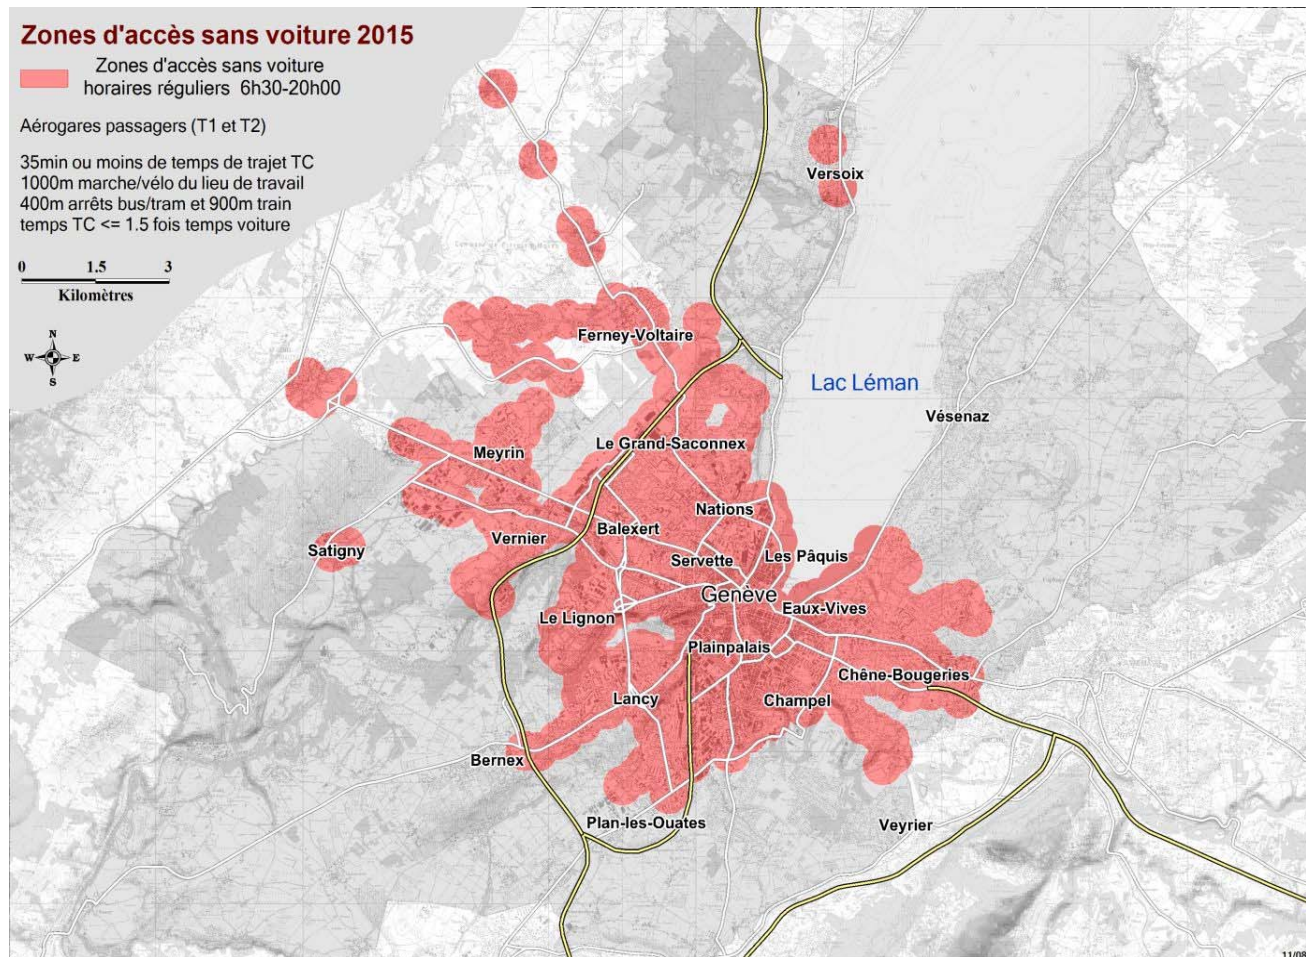 Zones d'accès sans voiture 2015
Zones d'accès sans voiture
horaires réguliers 6h30-20h00
Aérogares passagers (T1 et T2)
35min ou moins de temps de trajet TC
1000m marche/vélo du lieu de travail
400m arrêts bus/tram et 900m train
temps TC <= 1.5 fois temps voiture
0 1.5 3
Kilomètres
N
W E
S
Versoix
Ferney-Voltaire
Lac Léman
Vésenaz
Le Grand-Saconnex
Meyrin
Nations
Balexert
Vernier
Satigny
Servette
Les Pâquis
Genève
Eaux-Vives
Le Lignon
Plainpalais
Chêne-Bougeries
Lancy
Champel
Bernex
Plan-les-Ouates
Veyrier
11/08